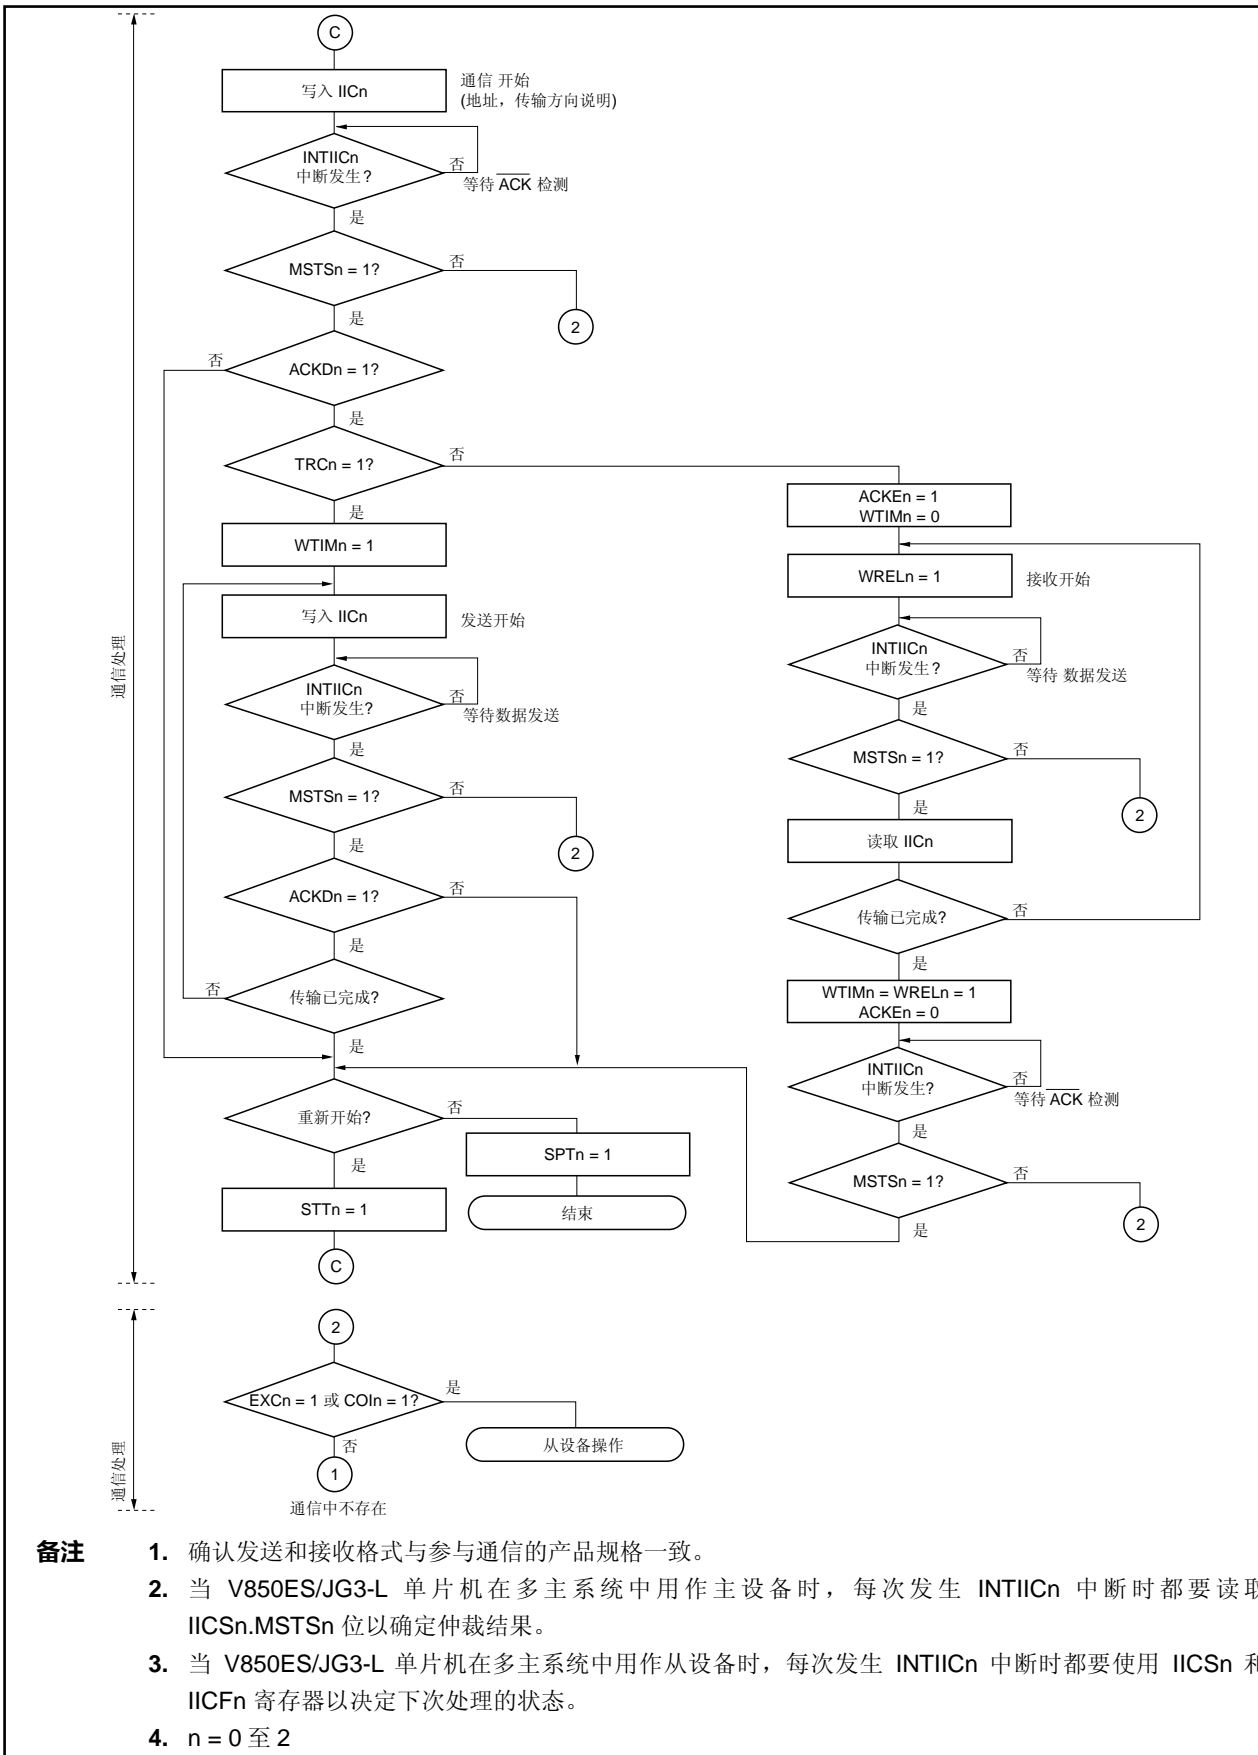 C
写入 IICn
通信 开始
(地址，传输方向说明)
INTIICn
中断发生?
否
等待 ACK 检测
是
MSTSn = 1?
否
2
是
ACKDn = 1?
否
是
TRCn = 1?
否
是
WTIMn = 1
写入 IICn
发送开始
INTIICn
中断发生?
否
等待数据发送
是
MSTSn = 1?
否
2
是
ACKDn = 1?
否
是
传输已完成?
否
是
重新开始?
否
SPTn = 1
结束
是
STTn = 1
C
ACKEn = 1
WTIMn = 0
WRELn = 1
接收开始
INTIICn
中断发生?
否
等待 数据发送
是
MSTSn = 1?
否
2
是
读取 IICn
传输已完成?
否
是
WTIMn = WRELn = 1
ACKEn = 0
INTIICn
中断发生?
否
等待 ACK 检测
是
MSTSn = 1?
否
2
是
通信处理
2
EXCn = 1 或 COIn = 1?
是
从设备操作
否
1
通信中不存在
通信处理
备注 1. 确认发送和接收格式与参与通信的产品规格一致。
2. 当 V850ES/JG3-L 单片机在多主系统中用作主设备时，每次发生 INTIICn 中断时都要读取
IICSn.MSTSn 位以确定仲裁结果。
3. 当 V850ES/JG3-L 单片机在多主系统中用作从设备时，每次发生 INTIICn 中断时都要使用 IICSn 和
IICFn 寄存器以决定下次处理的状态。
4. n = 0 至 2